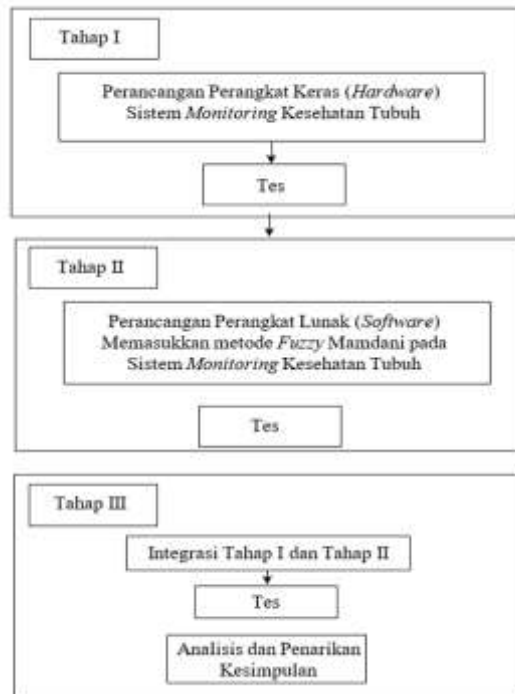 Tahap I
Perancangan Perangkat Keras (Hardware)
Sistem Monitoring Kesehatan Tubuh
Tes
Tahap II
Perancangan Perangkat Lunak (Software)
Memasukkan metode Fuzzy Mamdani pada
Sistem Monitoring Kesehatan Tubuh
Tes
Tahap III
Integrasi Tahap I dan Tahap II
Tes
Analisis dan Penarikan
Kesimpulan